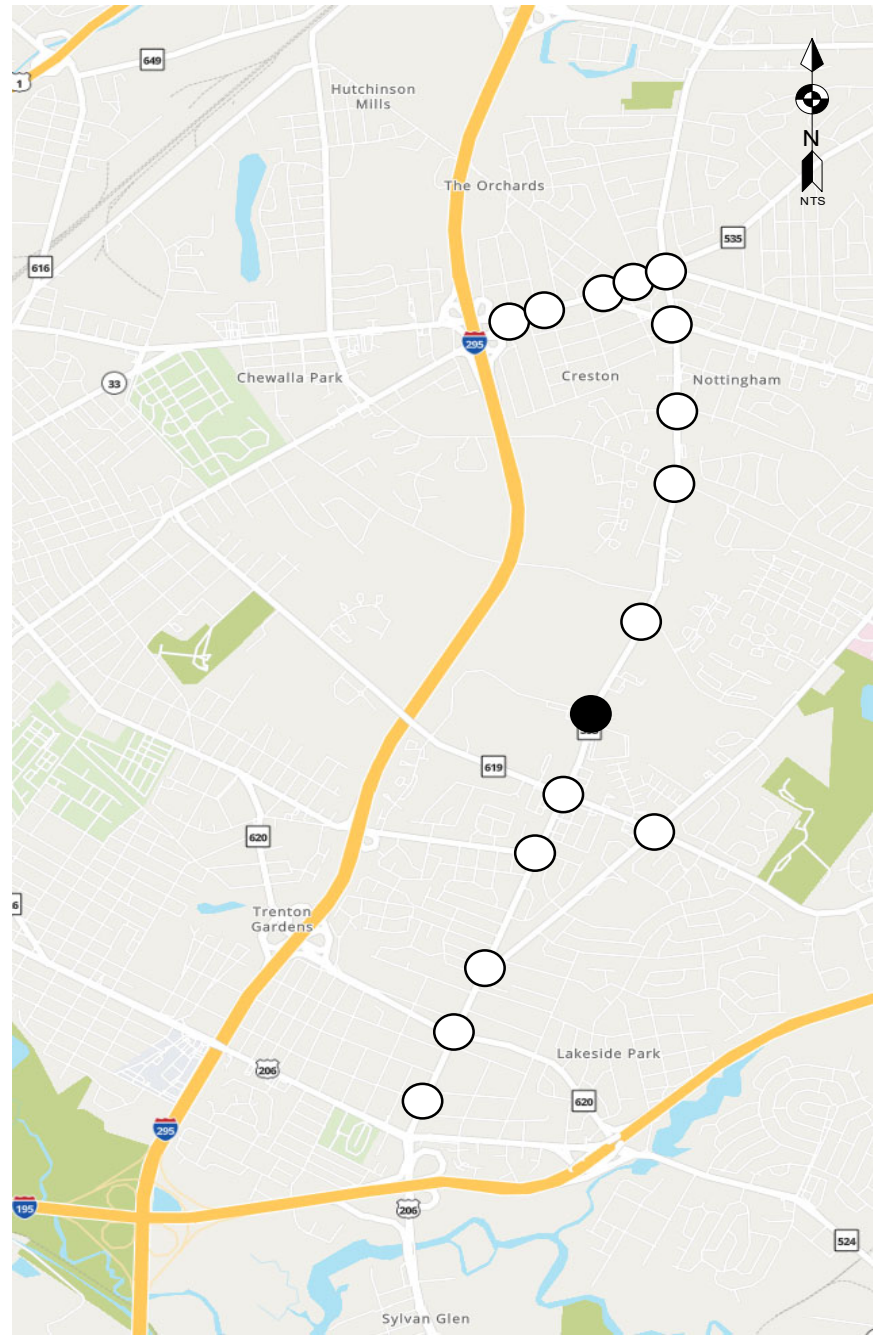 649
1
Hutchinson
Mills
N
NTS
The Orchards
535
616
295
33
Chewalla Park
Creston
Nottingham
619
620
6
Trenton
Gardens
206
Lakeside Park
620
295
195
206
524
Sylvan Glen